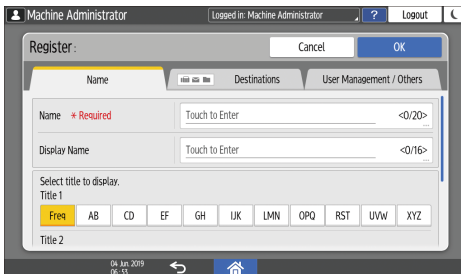 Machine Administrator
Logged in: Machine Administrator
?
Logout
Register:
Cancel
OK
Name
Destinations
User Management / Others
Name * Required
Touch to Enter
<0/20>
...
Display Name
Touch to Enter
<0/16>
...
Select title to display.
Title 1
Freq AB CD EF GH IJK LMN OPQ RST UVW XYZ
Title 2
04 Jun. 2019
06:53